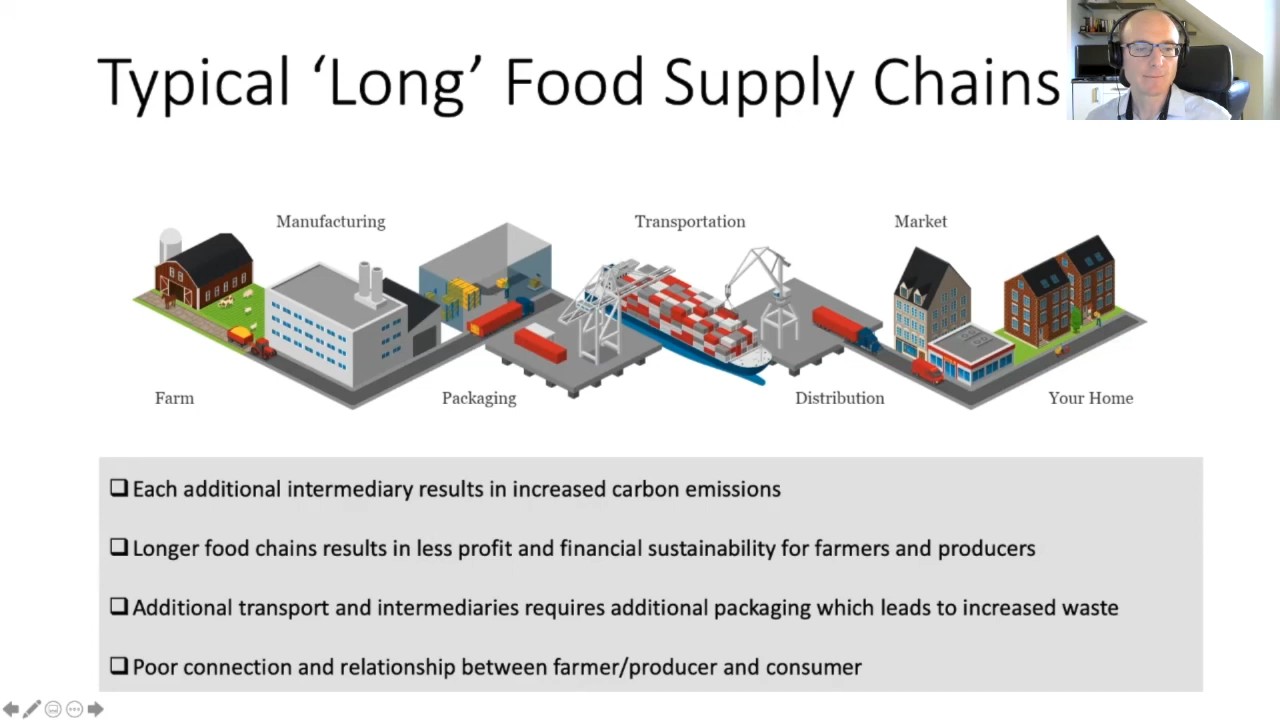 Typical ‘Long’ Food Supply Chains
Manufacturing
Transportation
Market
Farm
Packaging
Distribution
Your Home
Each additional intermediary results in increased carbon emissions
Longer food chains results in less profit and financial sustainability for farmers and producers
Additional transport and intermediaries requires additional packaging which leads to increased waste
Poor connection and relationship between farmer/producer and consumer